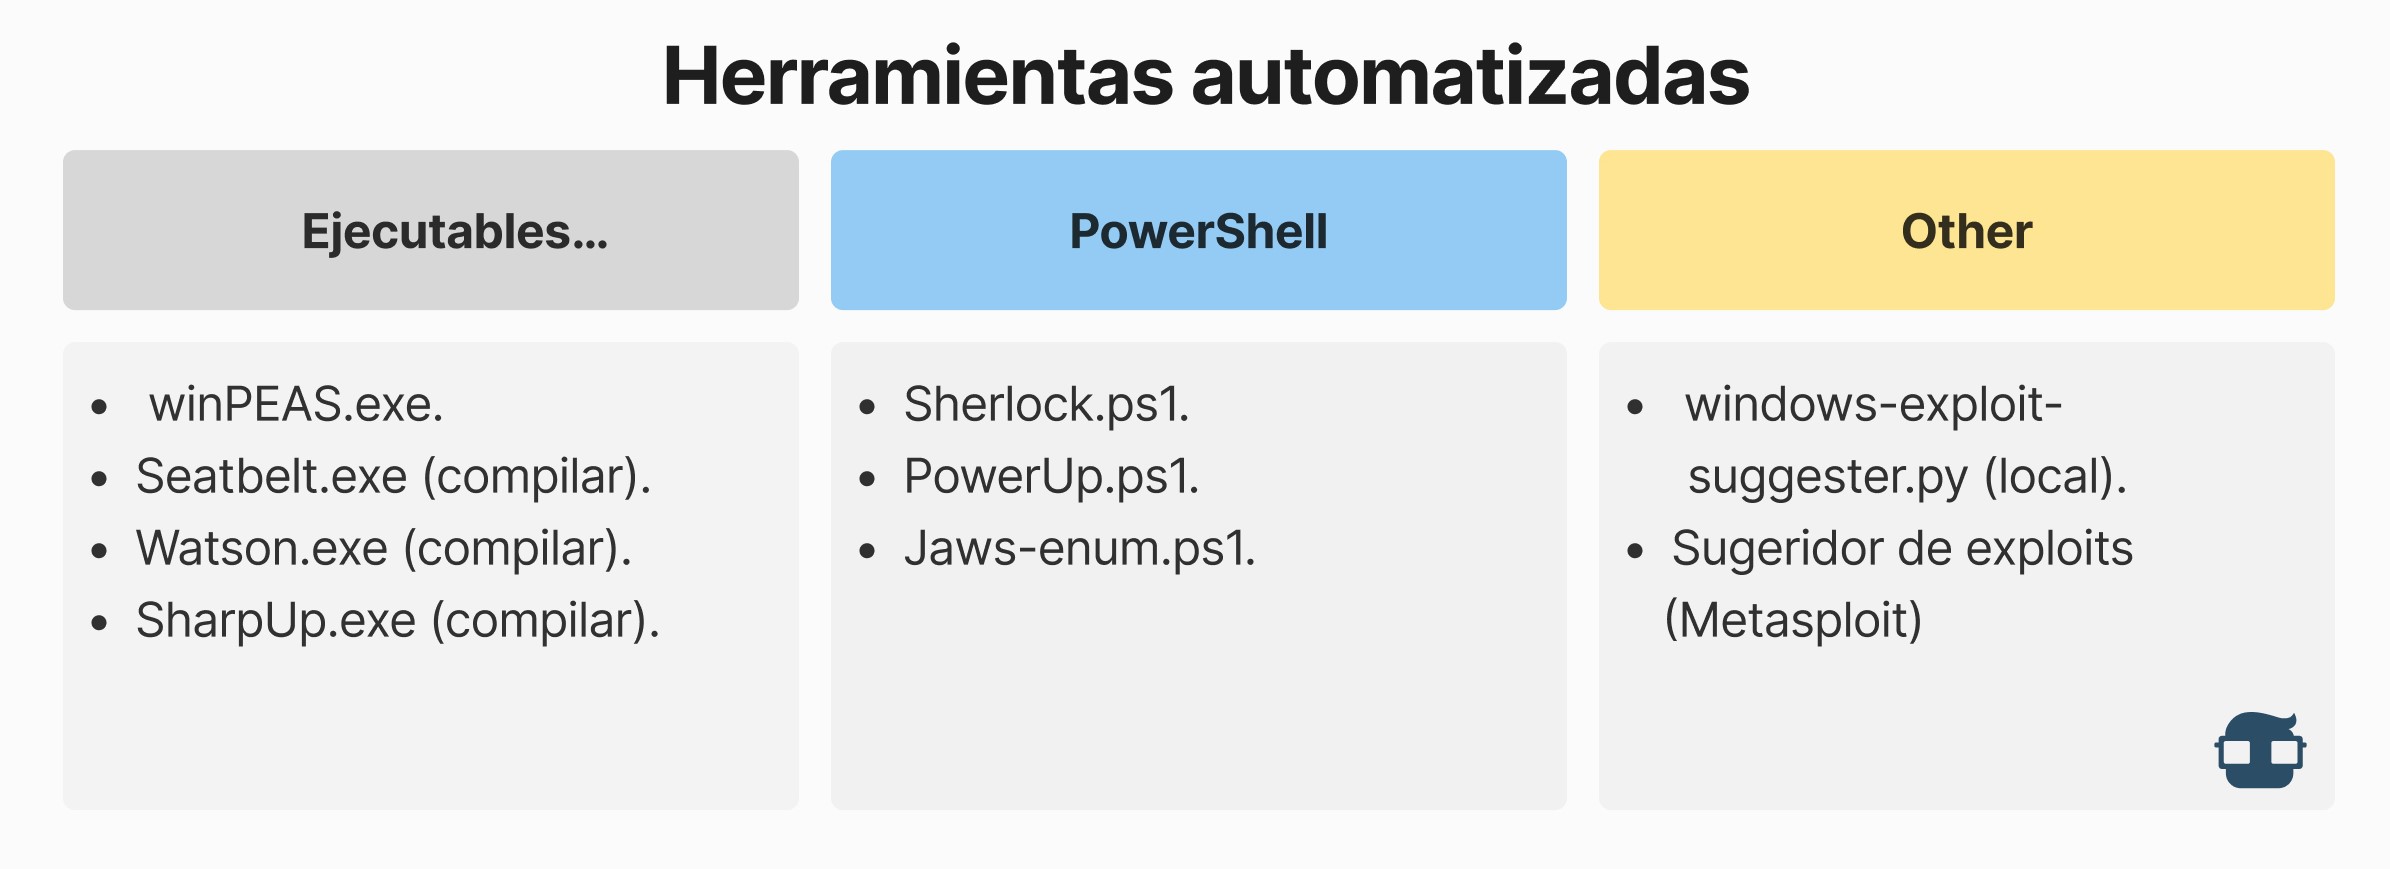 Herramientas automatizadas
Ejecutables...
• winPEAS.exe.
• Seatbelt.exe (compilar).
• Watson.exe (compilar).
• SharpUp.exe (compilar).
PowerShell
• Sherlock.ps1.
• PowerUp.ps1.
• Jaws-enum.ps1.
Other
• windows-exploit-
suggester.py (local).
• Sugeridor de exploits
(Metasploit)